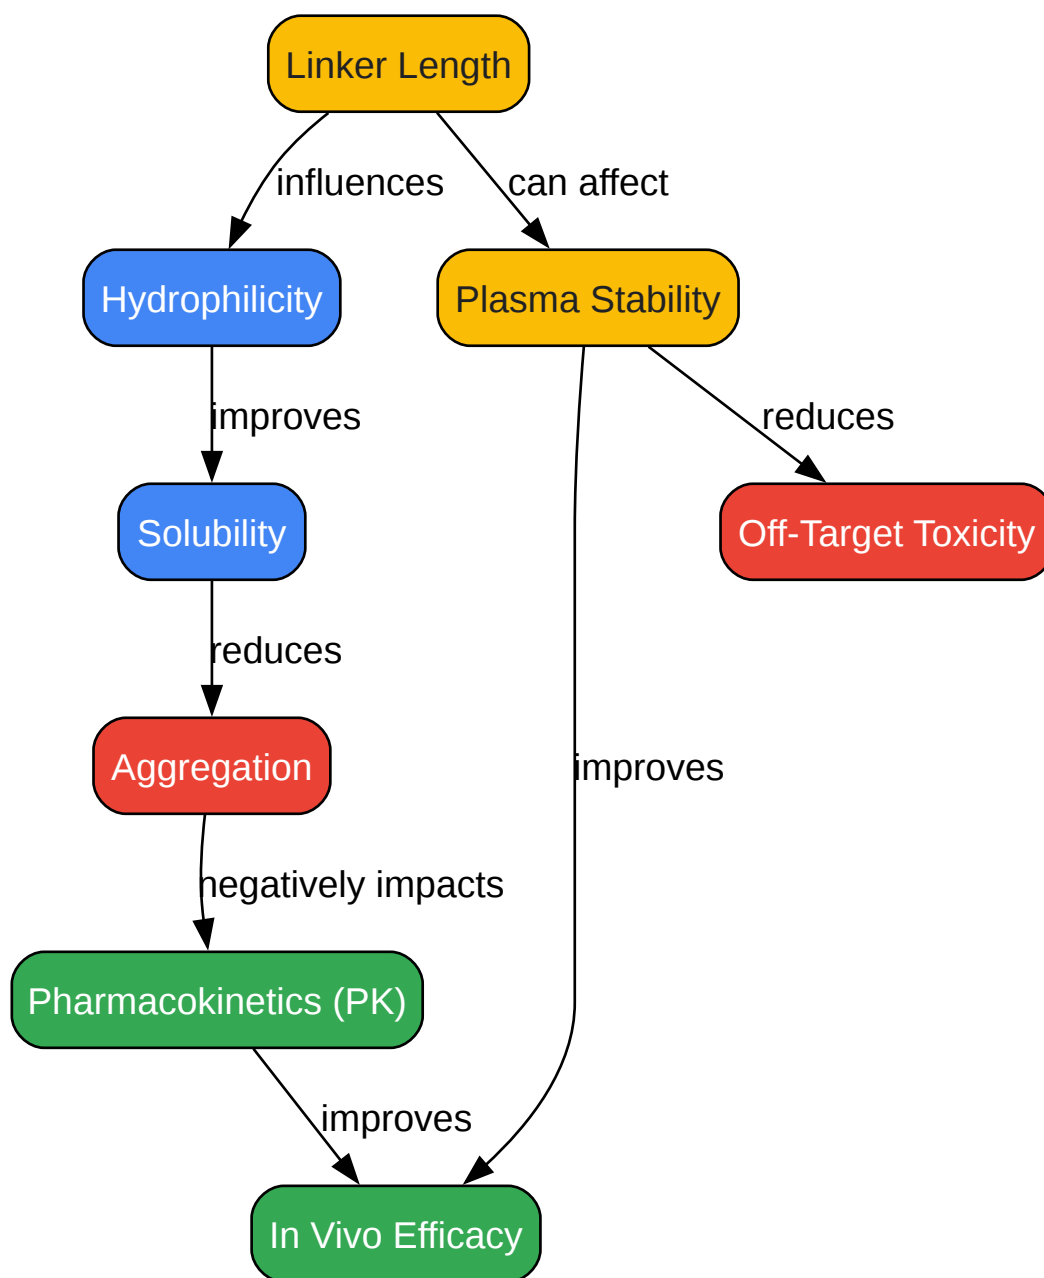 Linker Length
influences
can affect
Hydrophilicity
Plasma Stability
improves
reduces
Solubility
Off-Target Toxicity
reduces
Aggregation
improves
negatively impacts
Pharmacokinetics (PK)
improves
In Vivo Efficacy